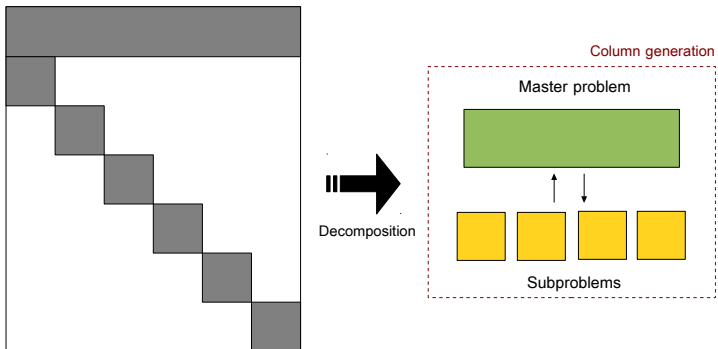 Column generation
Master problem
Decomposition
Subproblems